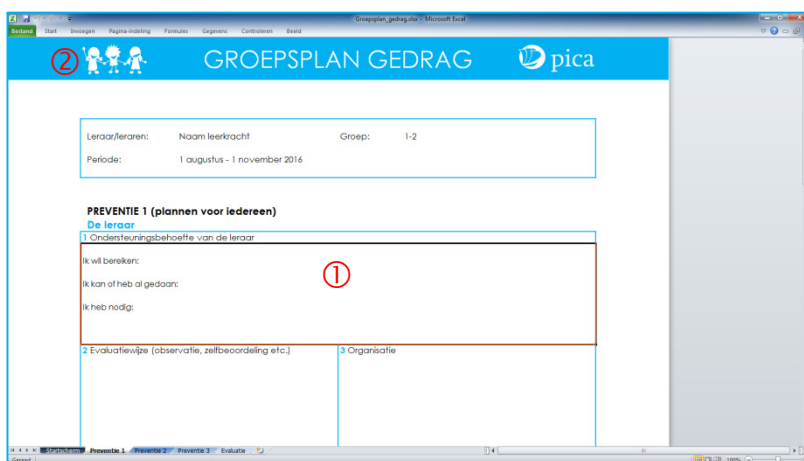 Groepsplan_gedrag.xlsx - Microsoft Excel
Bestand Start Invoegen Pagina-indeling Formules Gegevens Controleren Beeld
② GROEPSPLAN GEDRAG pica
Leraar/leraren: Naam leerkracht Groep: 1-2
Periode: 1 augustus - 1 november 2016
PREVENTIE 1 (plannen voor iedereen)
De leraar
1 Ondersteuningsbehoefte van de leraar
Ik wil bereiken:
①
Ik kan of heb al gedaan:
Ik heb nodig:
2 Evaluatiewijze (observatie, zelfbeoordeling etc.) 3 Organisatie
Startscherm Preventie 1 Preventie 2 Preventie 3 Evaluatie
Gereed 100%